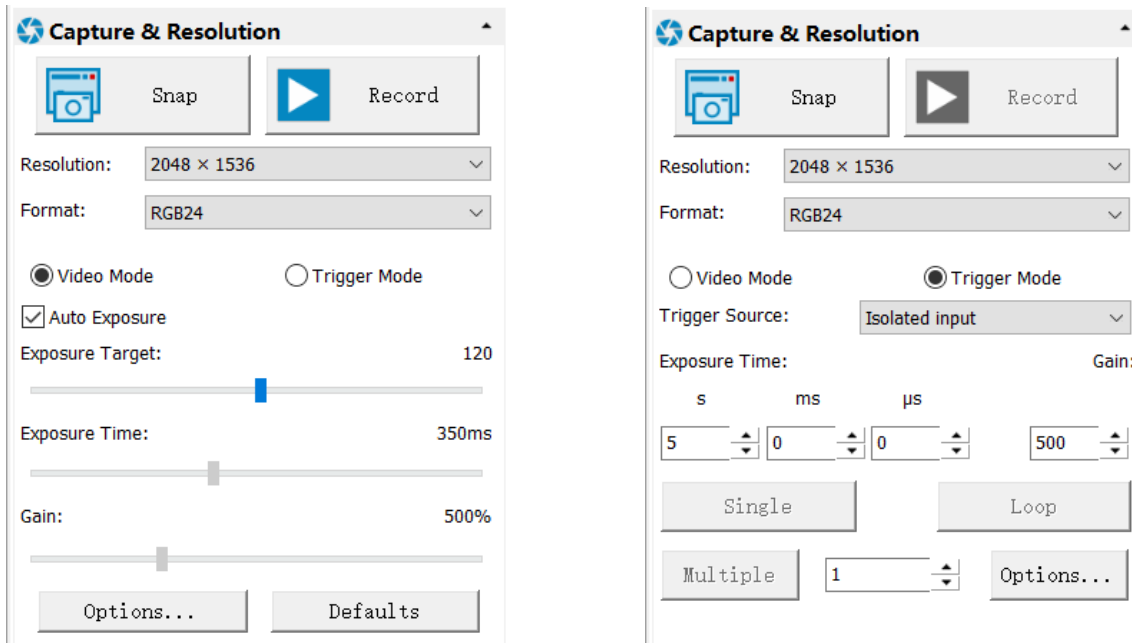 Capture & Resolution
Snap
Record
Resolution:
2048 × 1536
Format:
RGB24
Video Mode
Trigger Mode
Auto Exposure
Exposure Target:
120
Exposure Time:
350ms
Gain:
500%
Options...
Defaults
Capture & Resolution
Snap
Record
Resolution:
2048 × 1536
Format:
RGB24
Video Mode
Trigger Mode
Trigger Source:
Isolated input
Exposure Time:
Gain:
s
ms
μs
5
0
0
500
Single
Loop
Multiple
1
Options...